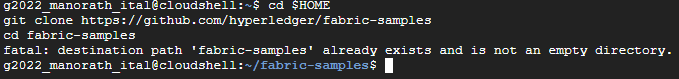 g2022_manorath_ital@cloudshell:~$ cd $HOME
git clone https://github.com/hyperledger/fabric-samples
cd fabric-samples
fatal: destination path 'fabric-samples' already exists and is not an empty directory.
g2022_manorath_ital@cloudshell:~/fabric-samples$